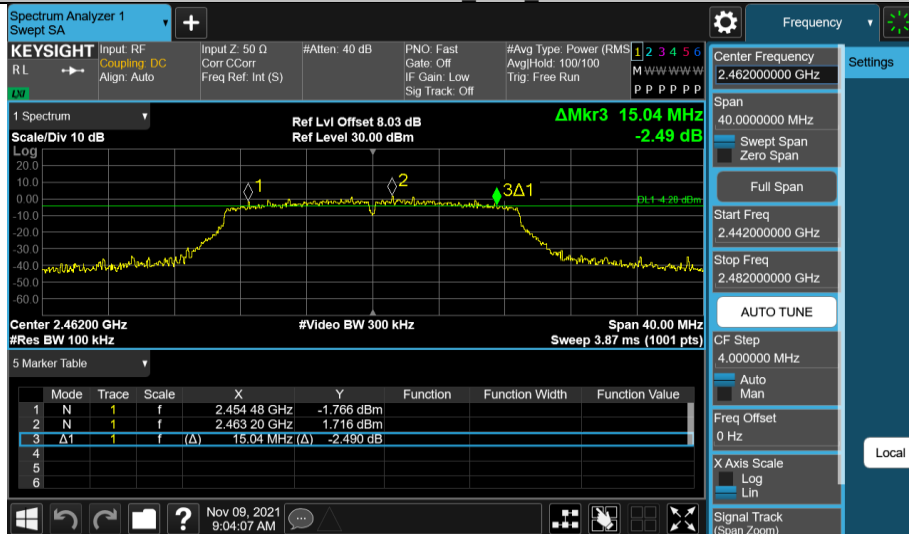 Spectrum Analyzer 1
Swept SA
+
Frequency
KEYSIGHT
R L
LXI
Input: RF
Coupling: DC
Align: Auto
Input Z: 50 Ω
Corr CCorr
Freq Ref: Int (S)
#Atten: 40 dB
PNO: Fast
Gate: Off
IF Gain: Low
Sig Track: Off
#Avg Type: Power (RMS
Avg|Hold: 100/100
Trig: Free Run
1 2 3 4 5 6
M W W W W W
P P P P P P
1 Spectrum
Scale/Div 10 dB
Ref Lvl Offset 8.03 dB
Ref Level 30.00 dBm
ΔMkr3 15.04 MHz
-2.49 dB
Log
20.0
10.0
0.00
-10.0
-20.0
-30.0
-40.0
-50.0
-60.0
1
2
3Δ1
DL1 -4.28 dBm
Center 2.46200 GHz
#Video BW 300 kHz
Span 40.00 MHz
#Res BW 100 kHz
Sweep 3.87 ms (1001 pts)
5 Marker Table
Mode Trace Scale X Y Function Function Width Function Value
1 N 1 f 2.454 48 GHz -1.766 dBm
2 N 1 f 2.463 20 GHz 1.716 dBm
3 Δ1 1 f (Δ) 15.04 MHz (Δ) -2.490 dB
4
5
6
?
Nov 09, 2021
9:04:07 AM
Center Frequency
2.462000000 GHz
Span
40.0000000 MHz
Swept Span
Zero Span
Full Span
Start Freq
2.442000000 GHz
Stop Freq
2.482000000 GHz
AUTO TUNE
CF Step
4.000000 MHz
Auto
Man
Freq Offset
0 Hz
X Axis Scale
Log
Lin
Signal Track
(Span Zoom)
Settings
Local